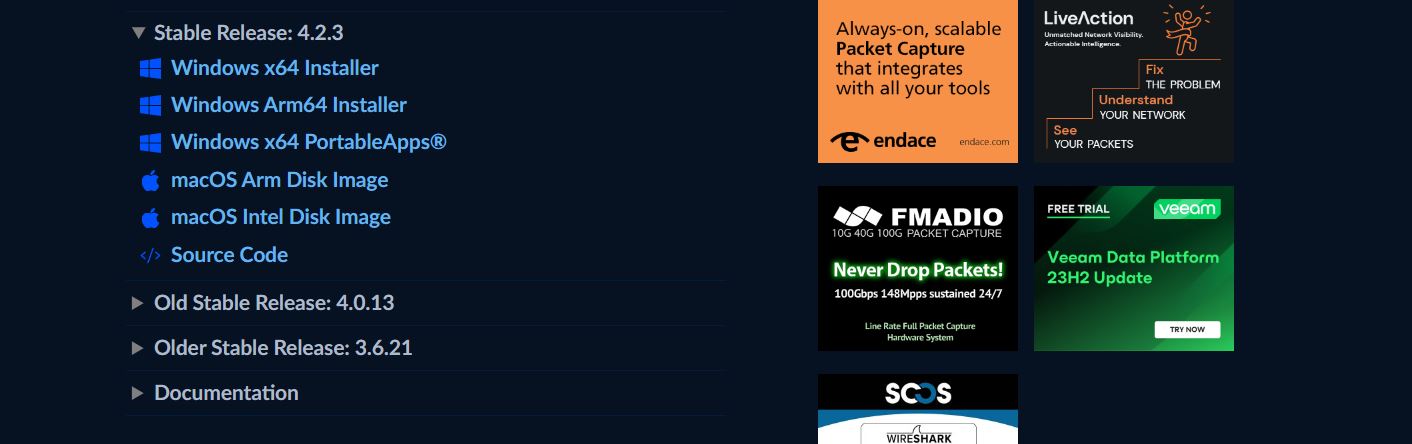 Stable Release: 4.2.3
Windows x64 Installer
Windows Arm64 Installer
Windows x64 PortableApps®
macOS Arm Disk Image
macOS Intel Disk Image
</> Source Code
Old Stable Release: 4.0.13
Older Stable Release: 3.6.21
Documentation
Always-on, scalable
Packet Capture
that integrates
with all your tools
endace
endace.com
LiveAction
Unmatched Network Visibility.
Actionable Intelligence.
Fix
THE PROBLEM
Understand
YOUR NETWORK
See
YOUR PACKETS
FMADIO
10G 40G 100G PACKET CAPTURE
Never Drop Packets!
100Gbps 148Mpps sustained 24/7
Line Rate Full Packet Capture
Hardware System
FREE TRIAL
veeam
Veeam Data Platform
23H2 Update
TRY NOW
SCOS
WIRESHARK